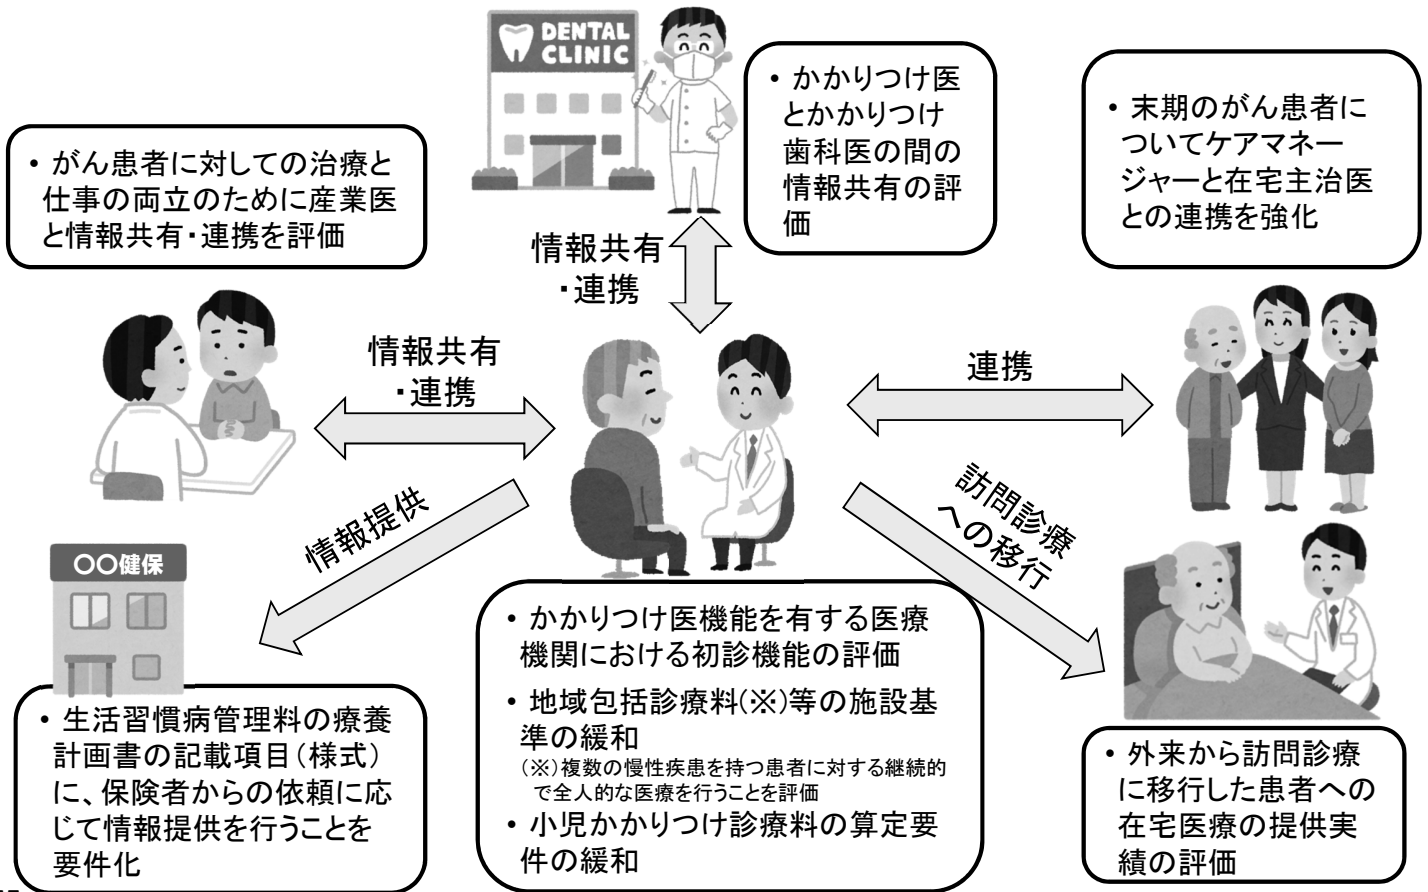 DENTAL
CLINIC
・かかりつけ医
とかかりつけ
歯科医の間の
情報共有の評
価
・末期のがん患者に
ついてケアマネー
ジャーと在宅主治医
との連携を強化
・がん患者に対しての治療と
仕事の両立のために産業医
と情報共有・連携を評価
情報共有
・連携
情報共有
・連携
連携
情報提供
訪問診療
への移行
〇〇健保
・生活習慣病管理料の療養
計画書の記載項目(様式)
に、保険者からの依頼に応
じて情報提供を行うことを
要件化
・かかりつけ医機能を有する医療
機関における初診機能の評価
・地域包括診療料(※)等の施設基
準の緩和
(※)複数の慢性疾患を持つ患者に対する継続的
で全人的な医療を行うことを評価
・小児かかりつけ診療料の算定要
件の緩和
・外来から訪問診療
に移行した患者への
在宅医療の提供実
績の評価